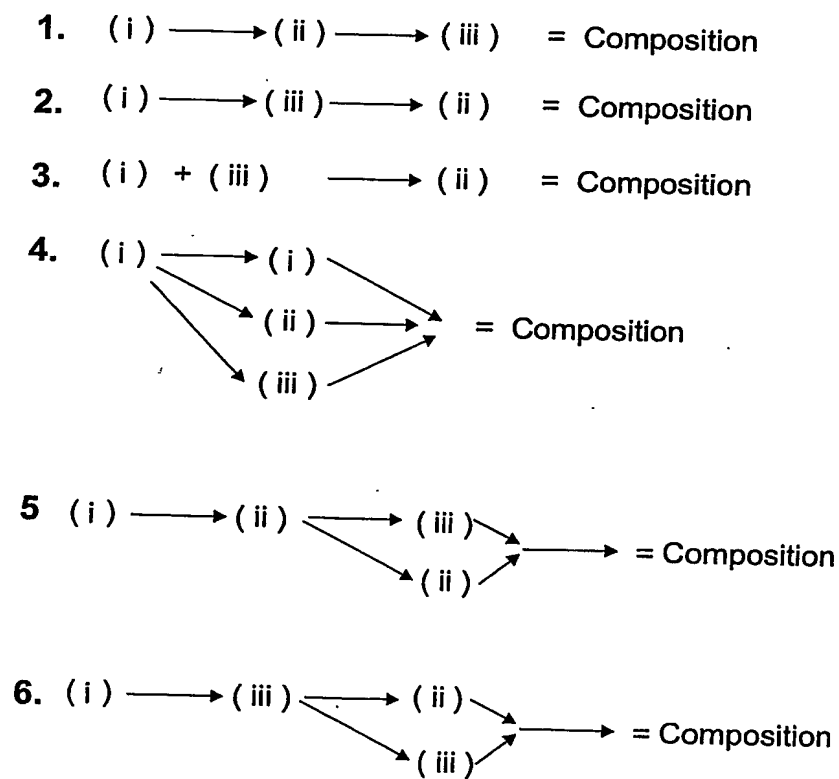 1. ( i ) ⟶ ( ii ) ⟶ ( iii ) = Composition
2. ( i ) ⟶ ( iii ) ⟶ ( ii ) = Composition
3. ( i ) + ( iii ) ⟶ ( ii ) = Composition
4. ( i ) ⟶ ( i )
( ii ) ⟶ = Composition
( iii )
5 ( i ) ⟶ ( ii ) ⟶ ( iii )
⟶ = Composition
( ii )
6. ( i ) ⟶ ( iii ) ⟶ ( ii )
⟶ = Composition
( iii )